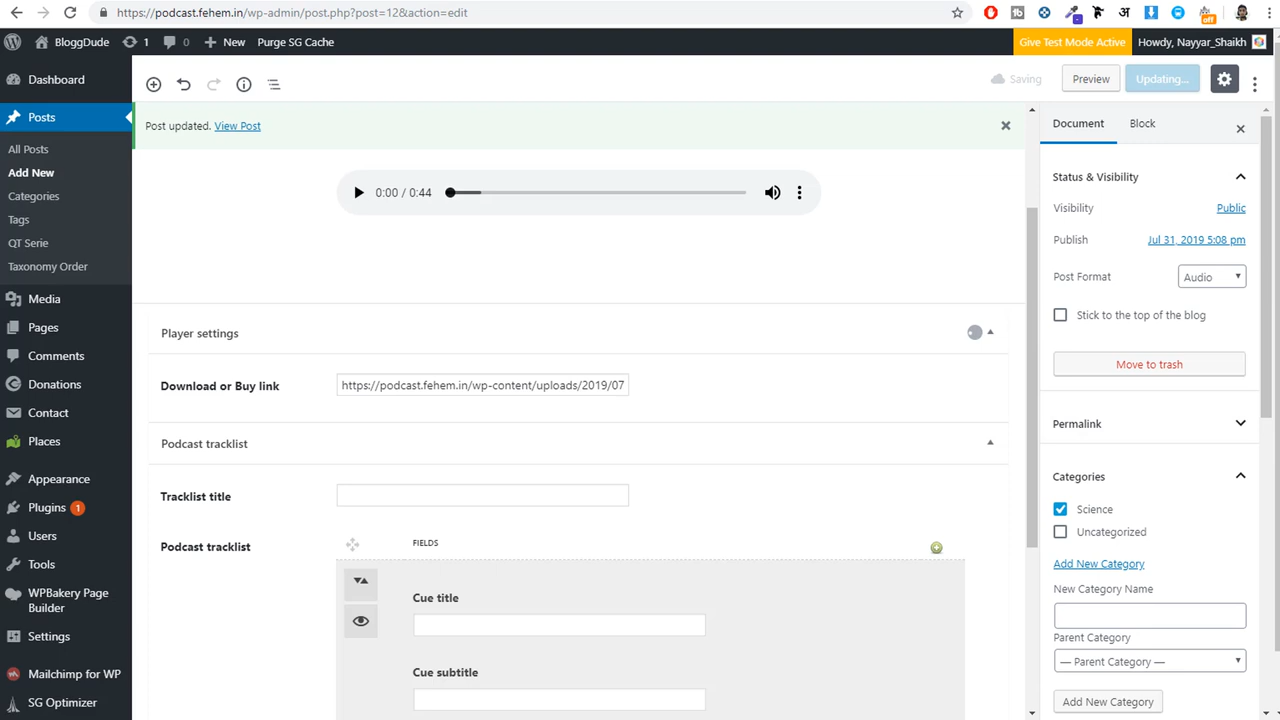 https://podcast.fehem.in/wp-admin/post.php?post=12&action=edit
अ
off
BloggDude
1
0
New
Purge SG Cache
Give Test Mode Active
Howdy, Nayyar_Shaikh
Dashboard
Posts
All Posts
Add New
Categories
Tags
QT Serie
Taxonomy Order
Media
Pages
Comments
Donations
Contact
Places
Appearance
Plugins 1
Users
Tools
WPBakery Page
Builder
Settings
Mailchimp for WP
SG Optimizer
Saving
Preview
Updating...
Post updated. View Post
0:00 / 0:44
Player settings
Download or Buy link
https://podcast.fehem.in/wp-content/uploads/2019/07
Podcast tracklist
Tracklist title
Podcast tracklist
FIELDS
Cue title
Cue subtitle
Document
Block
Status & Visibility
Visibility
Public
Publish
Jul 31, 2019 5:08 pm
Post Format
Audio
Stick to the top of the blog
Move to trash
Permalink
Categories
Science
Uncategorized
Add New Category
New Category Name
Parent Category
— Parent Category —
Add New Category